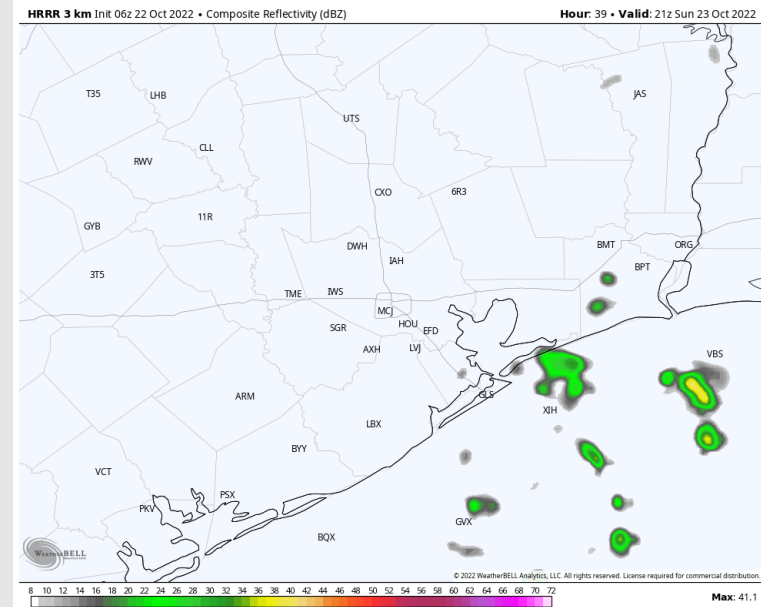 HRRR 3 km Init 06z 22 Oct 2022 • Composite Reflectivity (dBZ)
Hour: 39 • Valid: 21z Sun 23 Oct 2022
T35
LHB
JAS
UTS
CLL
RWV
CXO
6R3
11R
GYB
DWH
BMT
ORG
IAH
BPT
3T5
TME
IWS
MCJ
SGR
HOU
EFD
AXH
LVJ
VBS
ARM
GLS
XIH
LBX
BYY
VCT
PSX
PKV
GVX
BQX
WeatherBELL
© 2022 WeatherBELL Analytics, LLC. All rights reserved. License required for commercial distribution.
8 10 12 14 16 18 20 22 24 26 28 30 32 34 36 38 40 42 44 46 48 50 52 54 56 58 60 62 64 66 68 70 72
Max: 41.1